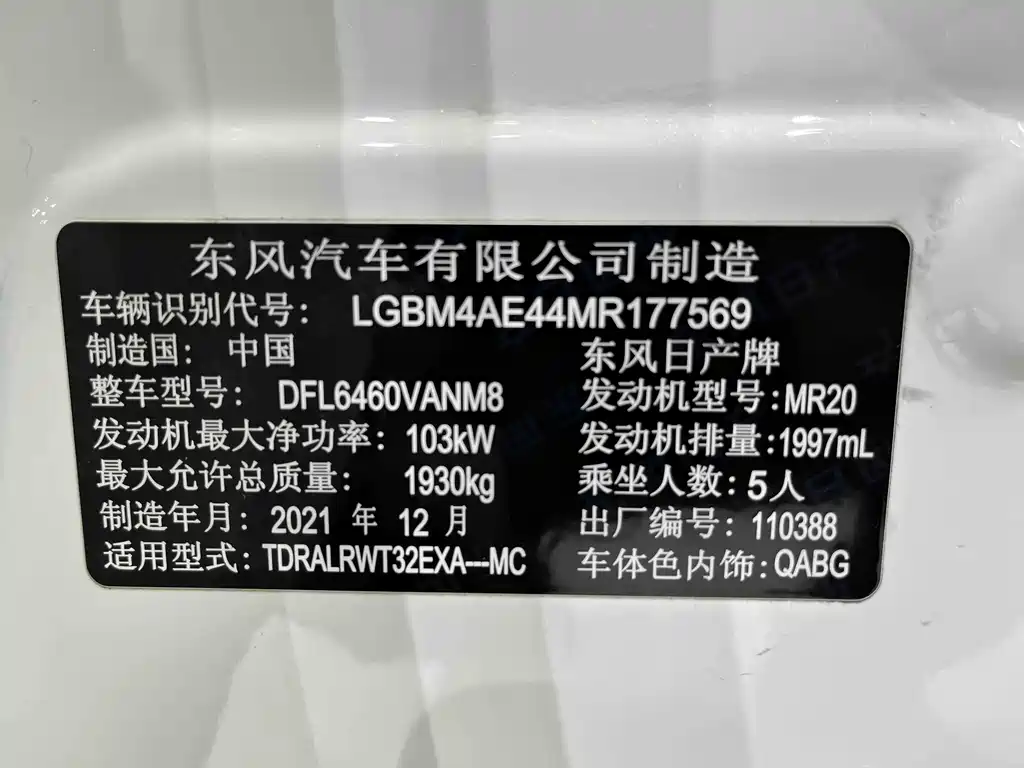 东风汽车有限公司制造
车辆识别代号: LGBM4AE44MR177569
制造国: 中国 东风日产牌
整车型号: DFL6460VANM8 发动机型号:MR20
发动机最大净功率: 103kW 发动机排量:1997mL
最大允许总质量: 1930kg 乘坐人数: 5人
制造年月: 2021 年 12 月 出厂编号: 110388
适用型式: TDRALRWT32EXA---MC 车体色内饰:QABG